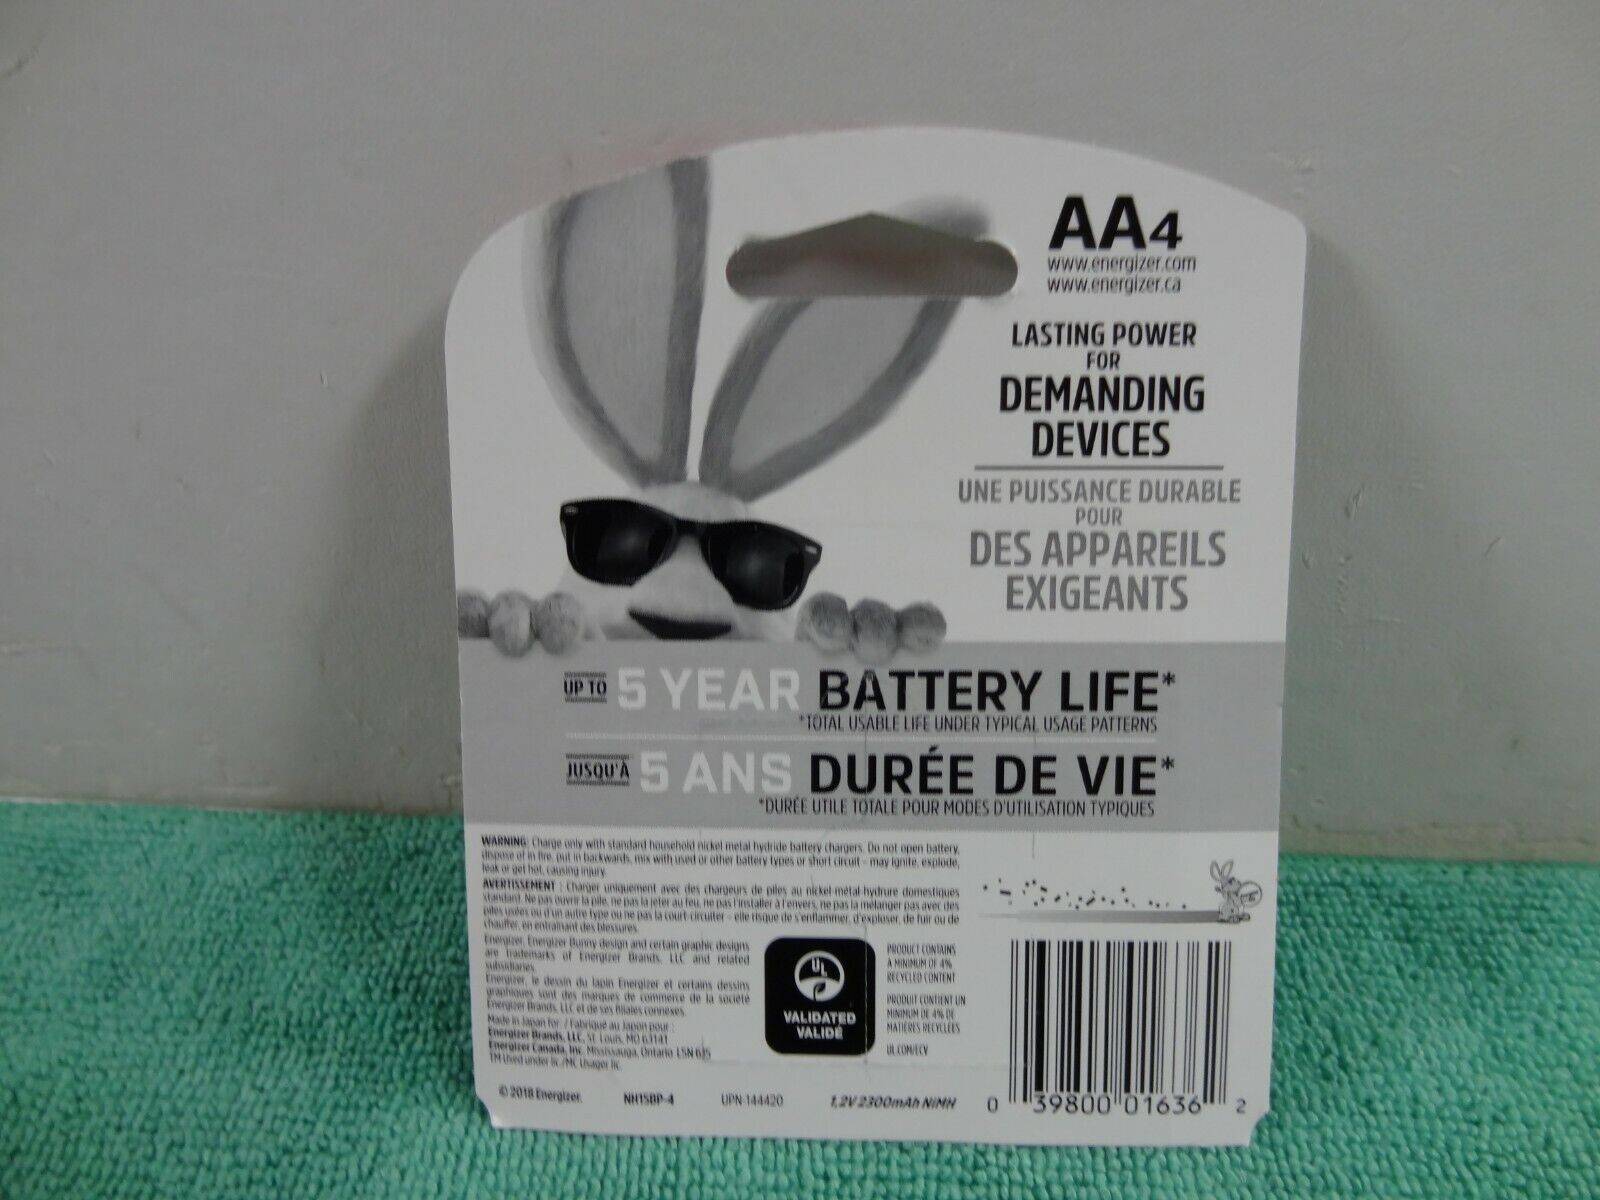 AA4
www.energizer.com
www.energizer.ca
LASTING POWER
FOR
DEMANDING
DEVICES
UNE PUISSANCE DURABLE
POUR
DES APPAREILS
EXIGEANTS
UP TO 5 YEAR BATTERY LIFE*
*TOTAL USABLE LIFE UNDER TYPICAL USAGE PATTERNS
JUSQU'À 5 ANS DURÉE DE VIE*
*DURÉE UTILE TOTALE POUR MODES D'UTILISATION TYPIQUES
WARNING: Charge only with standard household nickel metal hydride battery chargers. Do not open battery,
dispose of in fire, put in backwards, mix with used or other battery types or short circuit – may ignite, explode,
leak or get hot, causing injury.
AVERTISSEMENT : Charger uniquement avec des chargeurs de piles au nickel-métal-hydrure domestiques
standard. Ne pas ouvrir la pile, ne pas la jeter au feu, ne pas l'installer à l'envers, ne pas la mélanger pas avec des
piles usées ou d'un autre type ou ne pas la court-circuiter – elle risque de s'enflammer, d'exploser, de fuir ou de
chauffer, en entraînant des blessures.
Energizer, Energizer Bunny design and certain graphic designs
are trademarks of Energizer Brands, LLC and related
subsidiaries.
Energizer, le dessin du lapin Energizer et certains dessins
graphiques sont des marques de commerce de la société
Energizer Brands, LLC et de ses filiales connexes.
Made in Japan for: / Fabriqué au Japon pour :
Energizer Brands, LLC, St. Louis, MO 63141
Energizer Canada, Inc. Mississauga, Ontario L5N 6J5
TM Used under lic./MC Usager lic.
UL
VALIDATED
VALIDÉ
PRODUCT CONTAINS
A MINIMUM OF 4%
RECYCLED CONTENT
PRODUIT CONTIENT UN
MINIMUM DE 4% DE
MATIÈRES RECYCLÉES
UL.COM/ECV
© 2018 Energizer. NH15BP-4 UPN-144420 1,2V 2300mAh NiMH
0 39800 01636 2